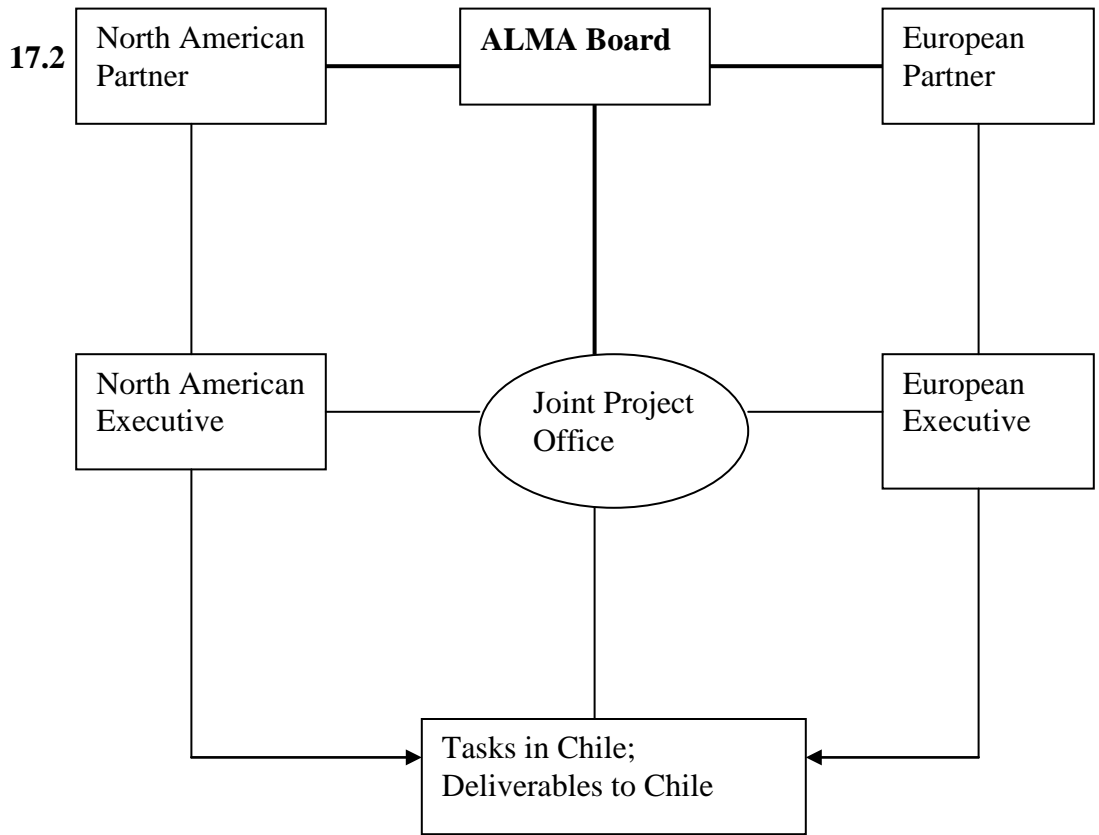 17.2
North American
Partner
ALMA Board
European
Partner
North American
Executive
Joint Project
Office
European
Executive
Tasks in Chile;
Deliverables to Chile